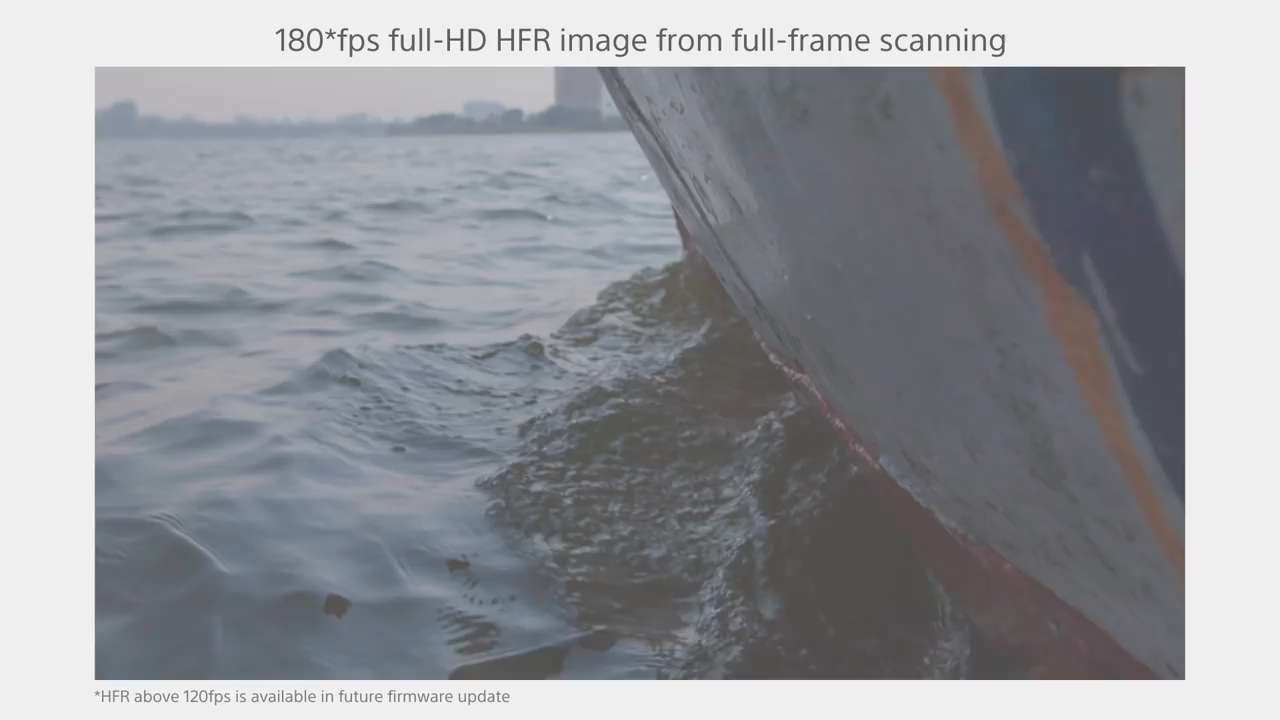 180*fps full-HD HFR image from full-frame scanning
*HFR above 120fps is available in future firmware update